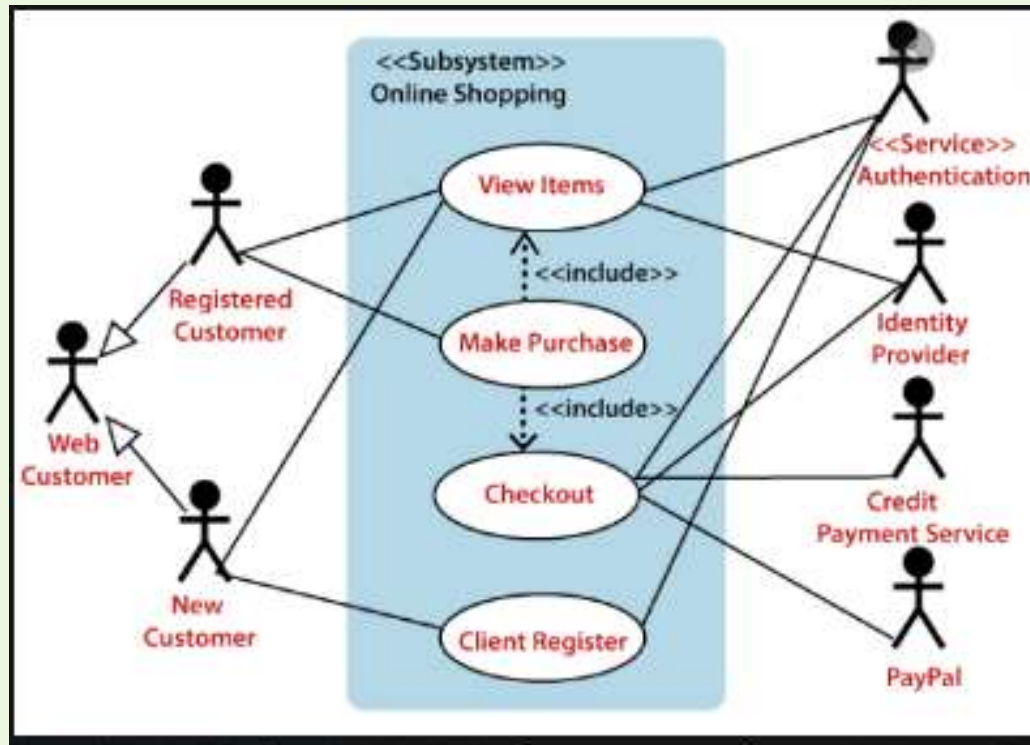 <<Subsystem>>
Online Shopping
View Items
<<include>>
Make Purchase
<<include>>
Checkout
Client Register
Registered
Customer
Web
Customer
New
Customer
<<Service>>
Authentication
Identity
Provider
Credit
Payment Service
PayPal